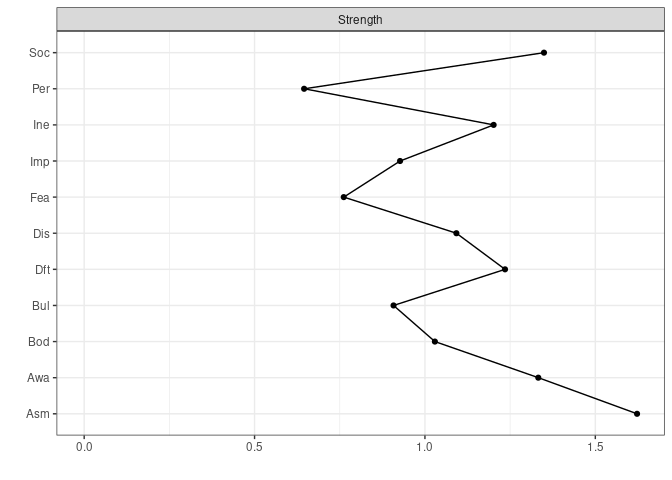 Strength
Soc
Per
Ine
Imp
Fea
Dis
Dft
Bul
Bod
Awa
Asm
0.0 0.5 1.0 1.5